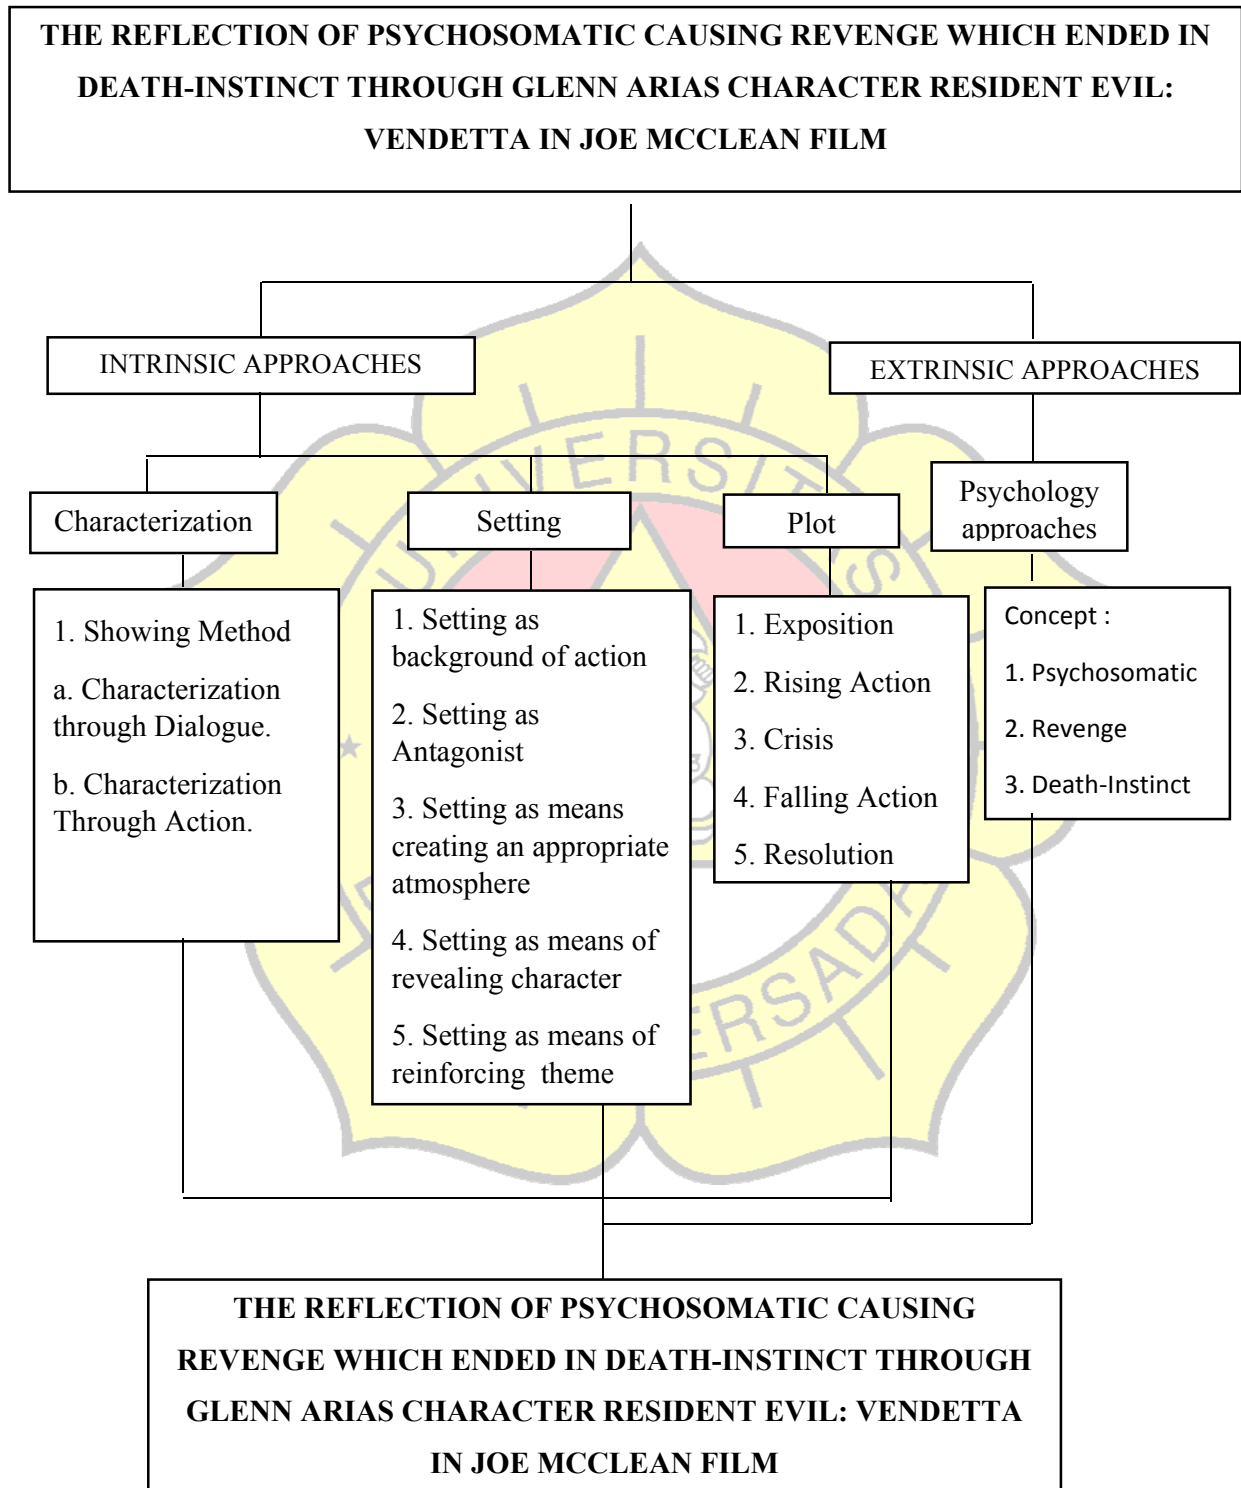 THE REFLECTION OF PSYCHOSOMATIC CAUSING REVENGE WHICH ENDED IN
DEATH-INSTINCT THROUGH GLENN ARIAS CHARACTER RESIDENT EVIL:
VENDETTA IN JOE MCCLEAN FILM
INTRINSIC APPROACHES
EXTRINSIC APPROACHES
Characterization
Setting
Plot
Psychology
approaches
1. Showing Method
a. Characterization
through Dialogue.
b. Characterization
Through Action.
1. Setting as
background of action
2. Setting as
Antagonist
3. Setting as means
creating an appropriate
atmosphere
4. Setting as means of
revealing character
5. Setting as means of
reinforcing theme
1. Exposition
2. Rising Action
3. Crisis
4. Falling Action
5. Resolution
Concept :
1. Psychosomatic
2. Revenge
3. Death-Instinct
THE REFLECTION OF PSYCHOSOMATIC CAUSING
REVENGE WHICH ENDED IN DEATH-INSTINCT THROUGH
GLENN ARIAS CHARACTER RESIDENT EVIL: VENDETTA
IN JOE MCCLEAN FILM
UNIVERSITAS